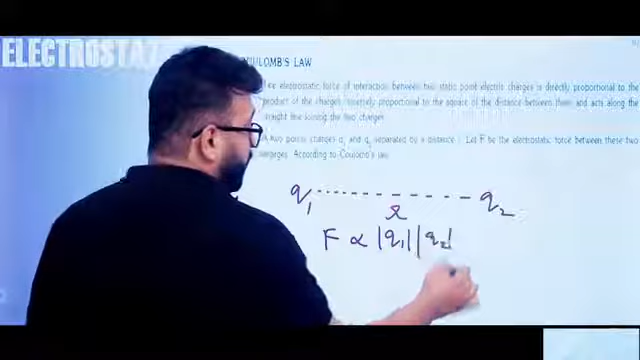 ELECTROSTA
COULOMB'S LAW
electrostatic force of interaction between two static point electric charges is directly proportional to the
product of the charges, inversely proportional to the square of the distance between them and acts along the
straight line joining the two charges.
two point charges q1 and q2 separated by a distance r. Let F be the electrostatic force between these two
charges. According to Coulomb's law
q1 - - - - - - - - - - q2
r
F ∝ |q1| |q2|